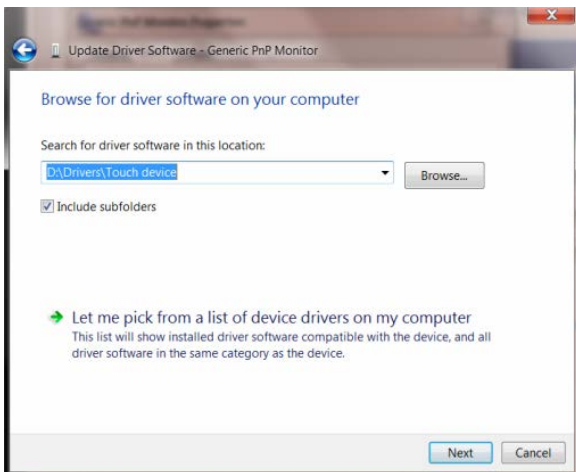 Update Driver Software - Generic PnP Monitor
Browse for driver software on your computer
Search for driver software in this location:
D:\Drivers\Touch device
Browse...
Include subfolders
Let me pick from a list of device drivers on my computer
This list will show installed driver software compatible with the device, and all
driver software in the same category as the device.
Next
Cancel